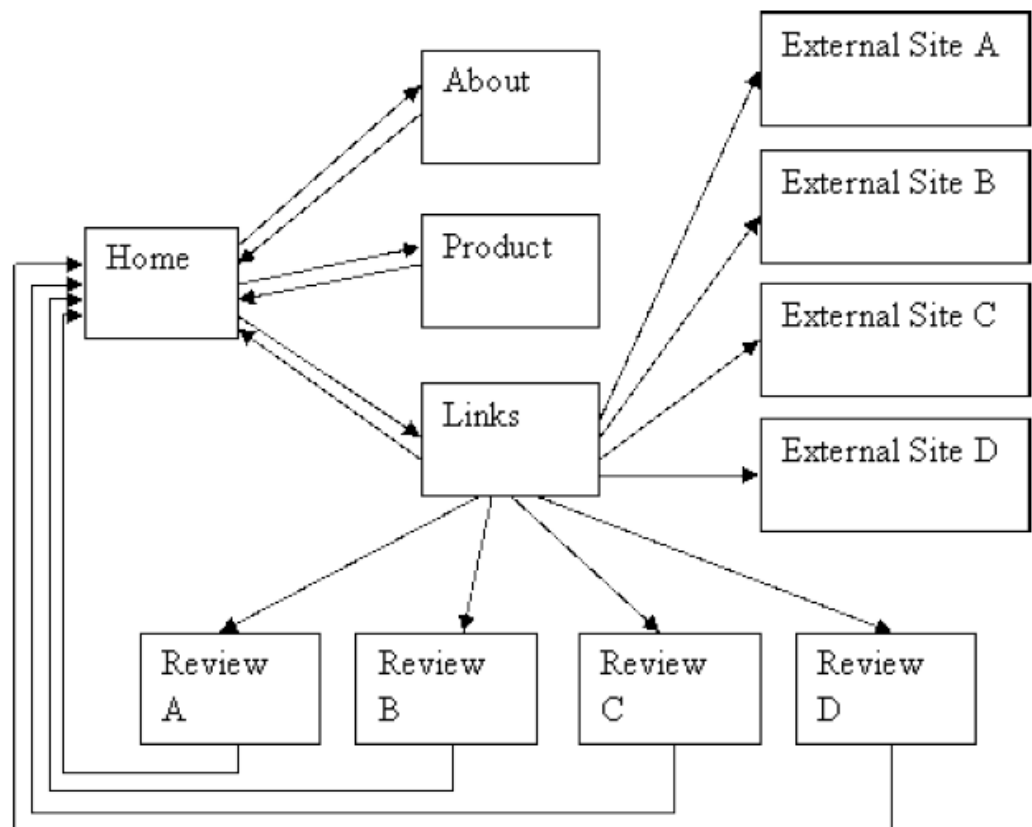 About
External Site A
External Site B
Home
Product
External Site C
Links
External Site D
Review
A
Review
B
Review
C
Review
D